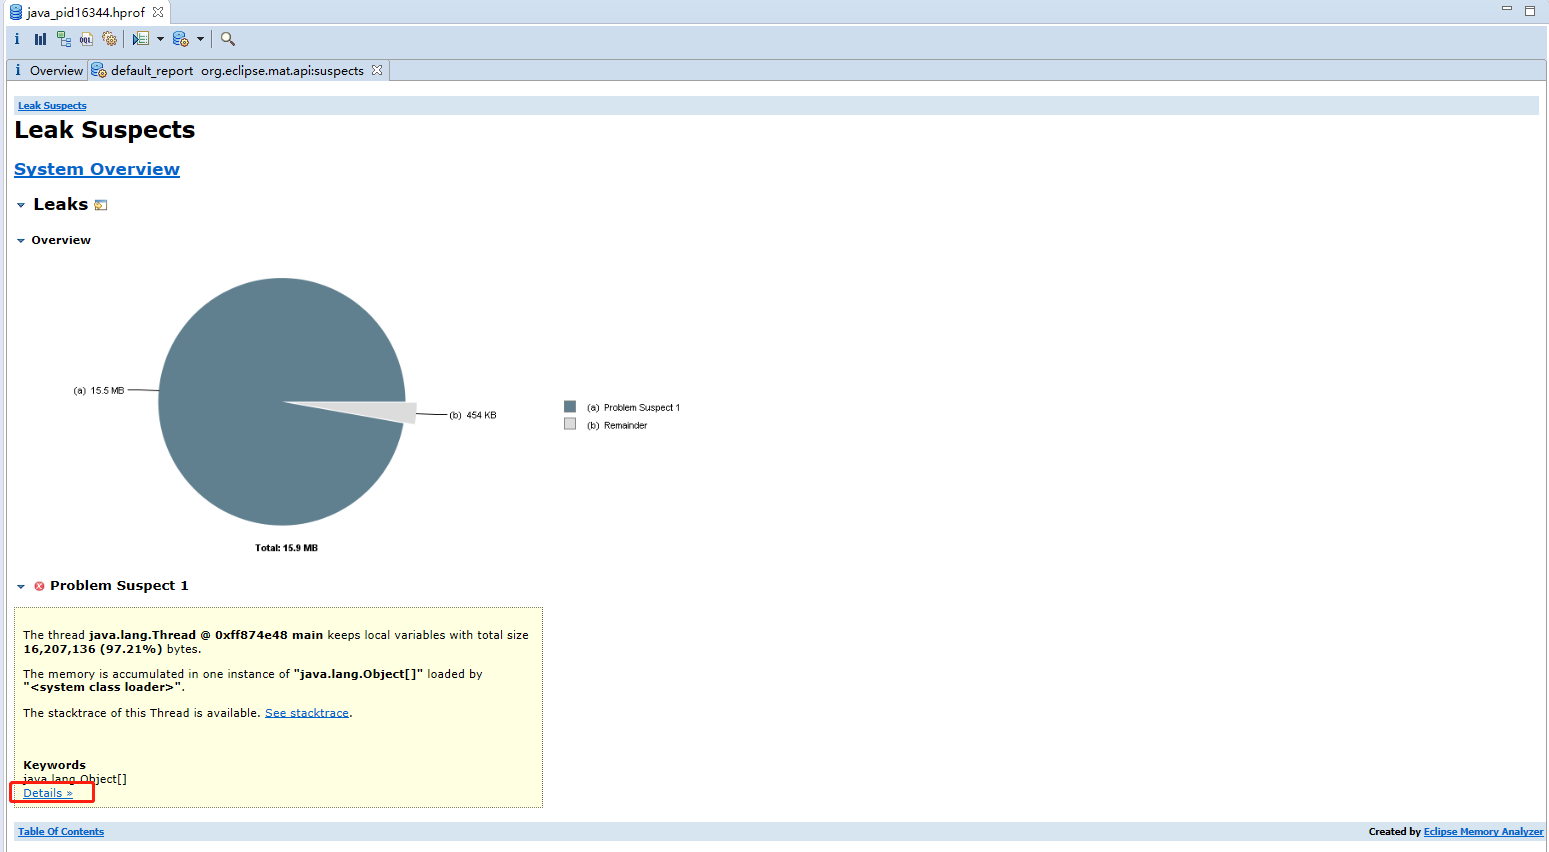 java_pid16344.hprof
i OQL
i Overview default_report org.eclipse.mat.api:suspects
Leak Suspects
Leak Suspects
System Overview
Leaks
Overview
(a) 15.5 MB
(b) 454 KB
(a) Problem Suspect 1
(b) Remainder
Total: 15.9 MB
Problem Suspect 1
The thread java.lang.Thread @ 0xff874e48 main keeps local variables with total size
16,207,136 (97.21%) bytes.
The memory is accumulated in one instance of "java.lang.Object[]" loaded by
"<system class loader>".
The stacktrace of this Thread is available. See stacktrace.
Keywords
java.lang.Object[]
Details »
Table Of Contents
Created by Eclipse Memory Analyzer